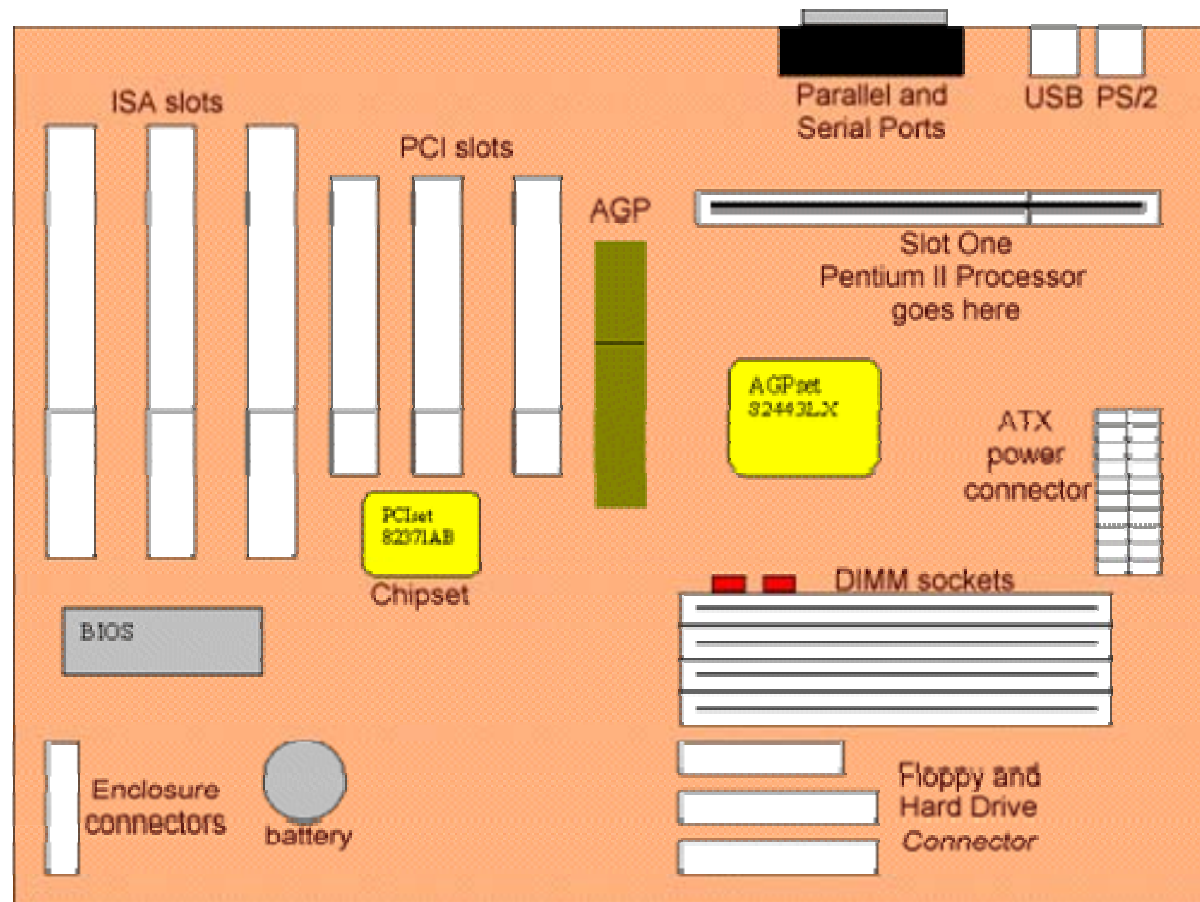 Parallel and
Serial Ports
USB PS/2
ISA slots
PCI slots
AGP
Slot One
Pentium II Processor
goes here
AGPset
82443LX
ATX
power
connector
PCIset
82371AB
Chipset
DIMM sockets
BIOS
Enclosure
connectors
battery
Floppy and
Hard Drive
Connector